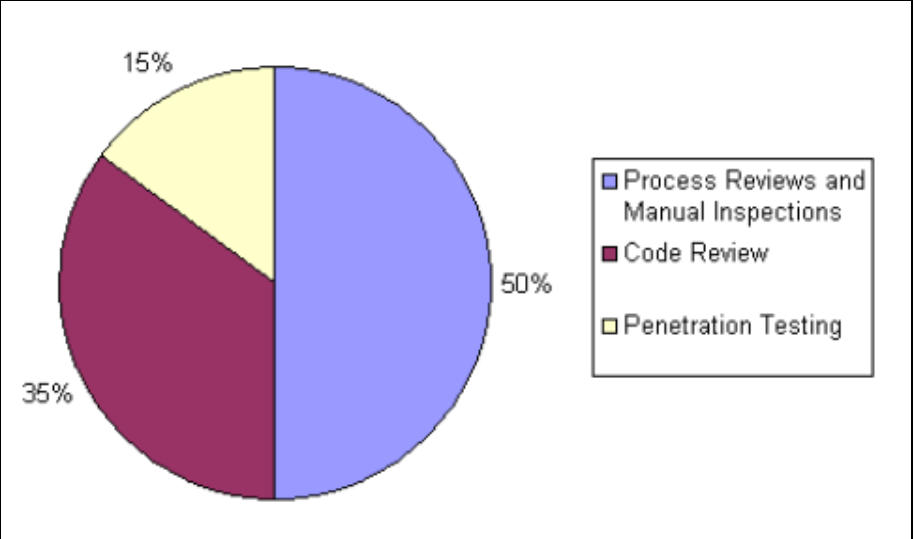 15%
50%
35%
Process Reviews and
Manual Inspections
Code Review
Penetration Testing